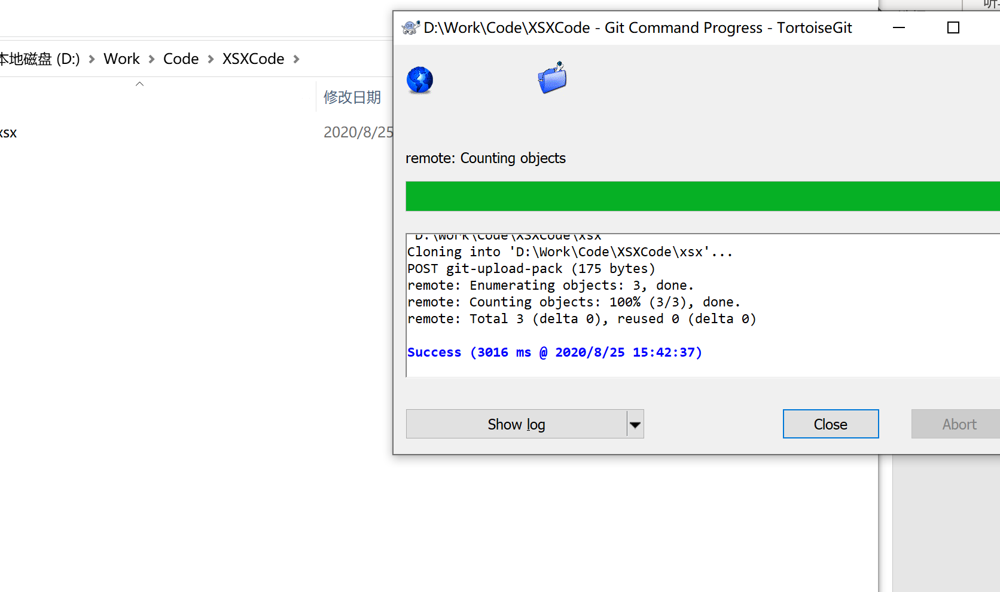 D:\Work\Code\XSXCode - Git Command Progress - TortoiseGit
本地磁盘 (D:) > Work > Code > XSXCode >
修改日期
xsx
2020/8/25
remote: Counting objects
D:\Work\Code\XSXCode\xsx
Cloning into 'D:\Work\Code\XSXCode\xsx'...
POST git-upload-pack (175 bytes)
remote: Enumerating objects: 3, done.
remote: Counting objects: 100% (3/3), done.
remote: Total 3 (delta 0), reused 0 (delta 0)
Success (3016 ms @ 2020/8/25 15:42:37)
Show log
Close
Abort